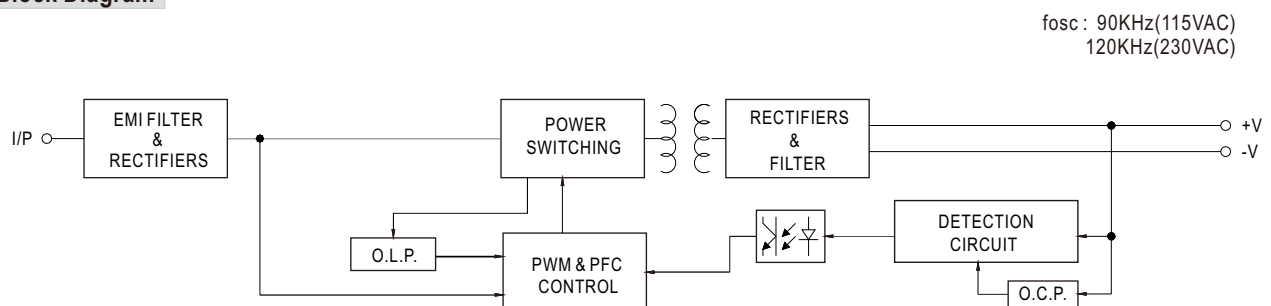 Block Diagram
fosc : 90KHz(115VAC)
120KHz(230VAC)
I/P
EMI FILTER
&
RECTIFIERS
POWER
SWITCHING
RECTIFIERS
&
FILTER
+V
-V
O.L.P.
PWM & PFC
CONTROL
DETECTION
CIRCUIT
O.C.P.